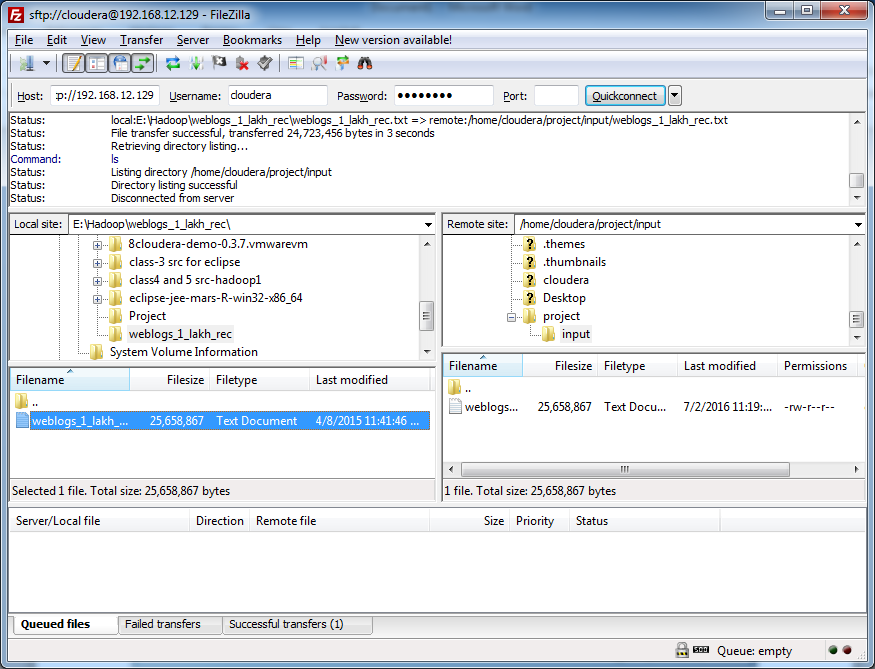 sftp://cloudera@192.168.12.129 - FileZilla
File Edit View Transfer Server Bookmarks Help New version available!
Host: :p://192.168.12.129 Username: cloudera Password: ●●●●●●●● Port: Quickconnect
Status: local:E:\Hadoop\weblogs_1_lakh_rec\weblogs_1_lakh_rec.txt => remote:/home/cloudera/project/input/weblogs_1_lakh_rec.txt
Status: File transfer successful, transferred 24,723,456 bytes in 3 seconds
Status: Retrieving directory listing...
Command: ls
Status: Listing directory /home/cloudera/project/input
Status: Directory listing successful
Status: Disconnected from server
Local site: E:\Hadoop\weblogs_1_lakh_rec\
8cloudera-demo-0.3.7.vmwarevm
class-3 src for eclipse
class4 and 5 src-hadoop1
eclipse-jee-mars-R-win32-x86_64
Project
weblogs_1_lakh_rec
System Volume Information
Filename Filesize Filetype Last modified
..
weblogs_1_lakh_... 25,658,867 Text Document 4/8/2015 11:41:46 ...
Selected 1 file. Total size: 25,658,867 bytes
Remote site: /home/cloudera/project/input
? .themes
? .thumbnails
? cloudera
? Desktop
project
input
Filename Filesize Filetype Last modified Permissions
..
weblogs... 25,658,867 Text Docu... 7/2/2016 11:19:... -rw-r--r--
1 file. Total size: 25,658,867 bytes
Server/Local file Direction Remote file Size Priority Status
Queued files Failed transfers Successful transfers (1)
Queue: empty